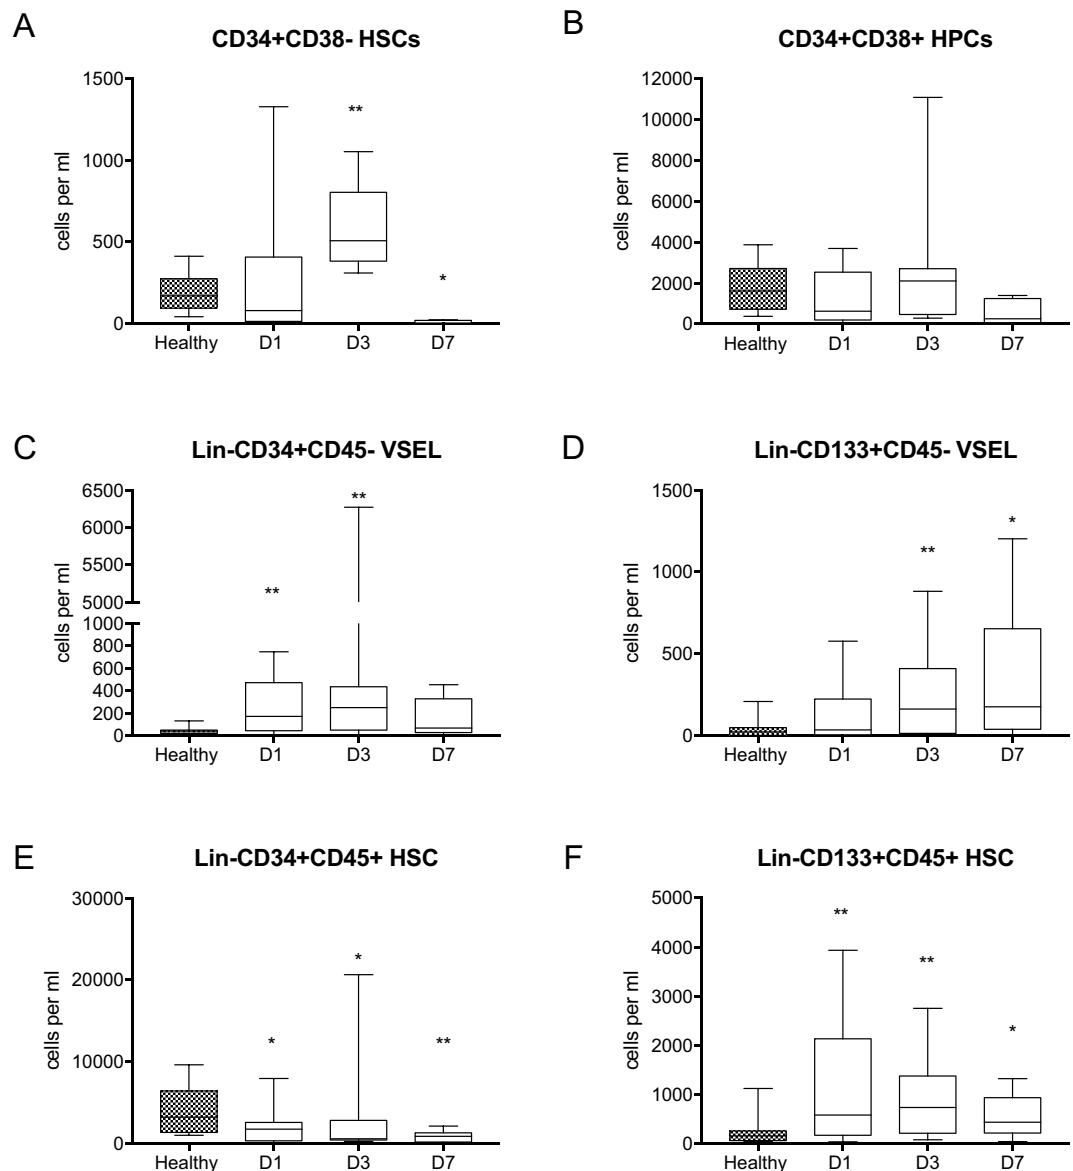 A
CD34+CD38- HSCs
1500
1000
500
0
cells per ml
**
*
Healthy D1 D3 D7
B
CD34+CD38+ HPCs
12000
10000
8000
6000
4000
2000
0
cells per ml
Healthy D1 D3 D7
C
Lin-CD34+CD45- VSEL
6500
6000
5500
5000
1000
800
600
400
200
0
cells per ml
**
**
Healthy D1 D3 D7
D
Lin-CD133+CD45- VSEL
1500
1000
500
0
cells per ml
*
**
Healthy D1 D3 D7
E
Lin-CD34+CD45+ HSC
30000
20000
10000
0
cells per ml
*
* **
Healthy D1 D3 D7
F
Lin-CD133+CD45+ HSC
5000
4000
3000
2000
1000
0
cells per ml
**
**
*
Healthy D1 D3 D7